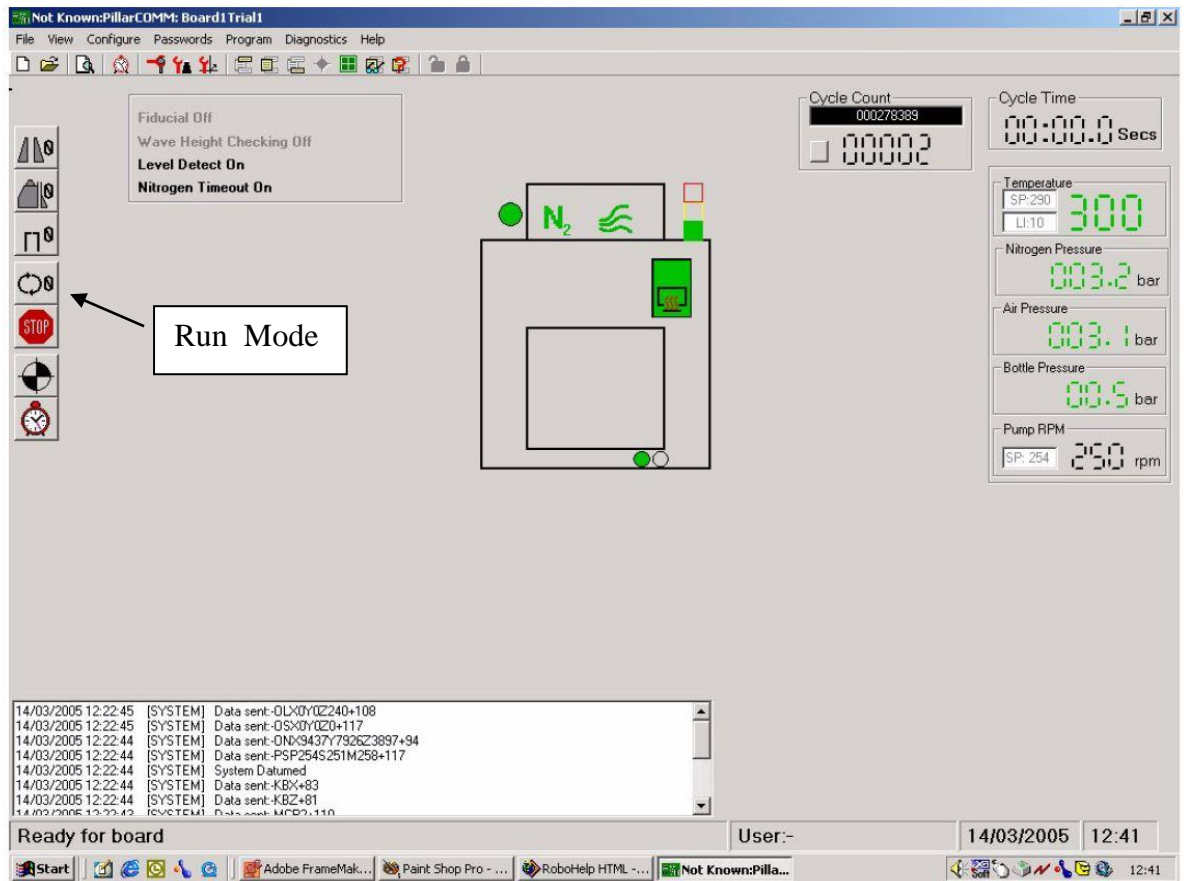 Not Known:PillarCOMM: Board1Trial1
File View Configure Passwords Program Diagnostics Help
Fiducial Off
Wave Height Checking Off
Level Detect On
Nitrogen Timeout On
Cycle Count
000278389
00002
Cycle Time
00:00.0 Secs
N2
Temperature
SP:290
LI:10
300
Nitrogen Pressure
003.2 bar
Air Pressure
003.1 bar
Bottle Pressure
00.5 bar
Pump RPM
SP: 254 250 rpm
STOP
Run Mode
14/03/2005 12:22:45 [SYSTEM] Data sent:-OLX0Y0Z240+108
14/03/2005 12:22:45 [SYSTEM] Data sent:-OSX0Y0Z0+117
14/03/2005 12:22:44 [SYSTEM] Data sent:-ONX9437Y7926Z3897+94
14/03/2005 12:22:44 [SYSTEM] Data sent:-PSP254S251M258+117
14/03/2005 12:22:44 [SYSTEM] System Datumed
14/03/2005 12:22:44 [SYSTEM] Data sent:-KBX+83
14/03/2005 12:22:44 [SYSTEM] Data sent:-KBZ+81
Ready for board
User:-
14/03/2005 12:41
Start
Adobe FrameMak...
Paint Shop Pro - ...
RoboHelp HTML -...
Not Known:Pilla...
12:41